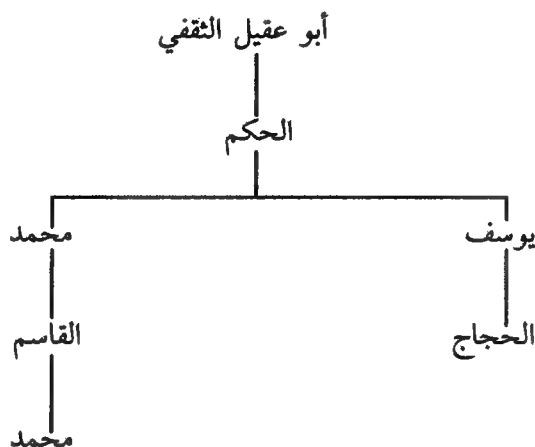 أبو عقيل الثقفي
الحكم
يوسف محمد
الحجاج القاسم
محمد